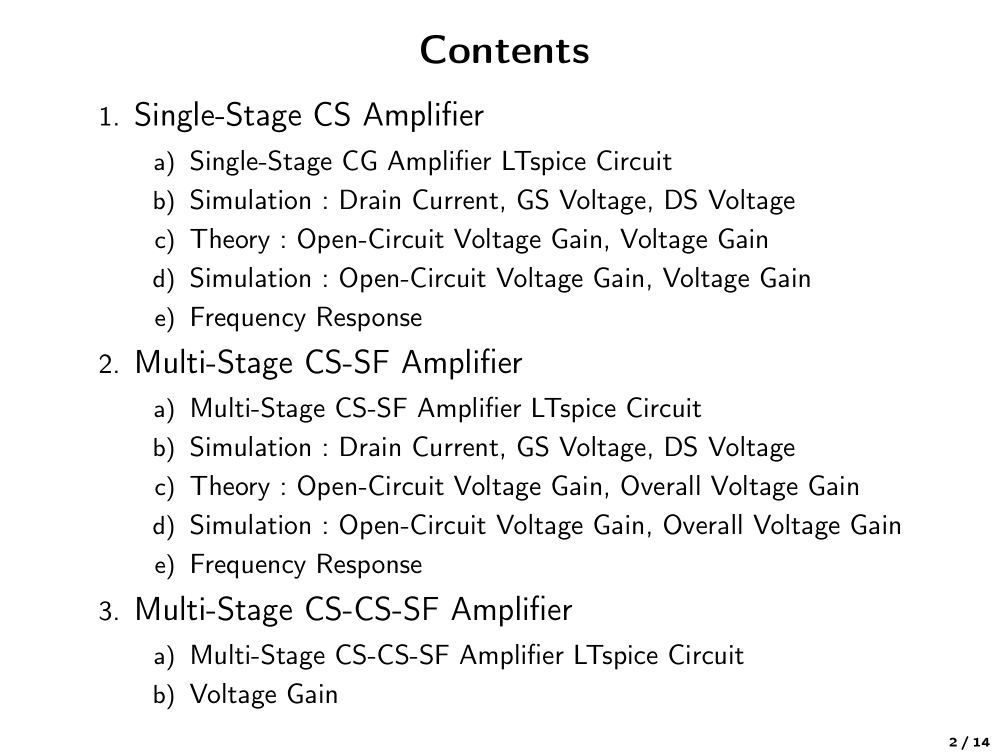 Contents
1. Single-Stage CS Amplifier
a) Single-Stage CG Amplifier LTspice Circuit
b) Simulation : Drain Current, GS Voltage, DS Voltage
c) Theory : Open-Circuit Voltage Gain, Voltage Gain
d) Simulation : Open-Circuit Voltage Gain, Voltage Gain
e) Frequency Response
2. Multi-Stage CS-SF Amplifier
a) Multi-Stage CS-SF Amplifier LTspice Circuit
b) Simulation : Drain Current, GS Voltage, DS Voltage
c) Theory : Open-Circuit Voltage Gain, Overall Voltage Gain
d) Simulation : Open-Circuit Voltage Gain, Overall Voltage Gain
e) Frequency Response
3. Multi-Stage CS-CS-SF Amplifier
a) Multi-Stage CS-CS-SF Amplifier LTspice Circuit
b) Voltage Gain
2 / 14